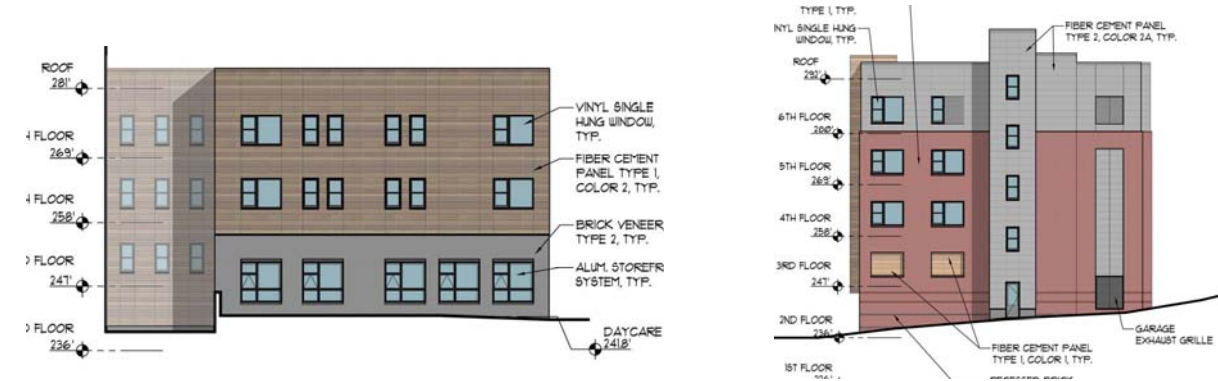 ROOF
281'
FLOOR
269'
FLOOR
258'
FLOOR
247'
FLOOR
236'
VINYL SINGLE
HUNG WINDOW,
TYP.
FIBER CEMENT
PANEL TYPE 1,
COLOR 2, TYP.
BRICK VENEER
TYPE 2, TYP.
ALUM. STOREFR
SYSTEM, TYP.
DAYCARE
241.8'
TYPE 1, TYP.
NYL SINGLE HUNG
WINDOW, TYP.
ROOF
292'
6TH FLOOR
280'
5TH FLOOR
269'
4TH FLOOR
258'
3RD FLOOR
247'
2ND FLOOR
236'
1ST FLOOR
FIBER CEMENT PANEL
TYPE 2, COLOR 2A, TYP.
FIBER CEMENT PANEL
TYPE 1, COLOR 1, TYP.
GARAGE
EXHAUST GRILLE